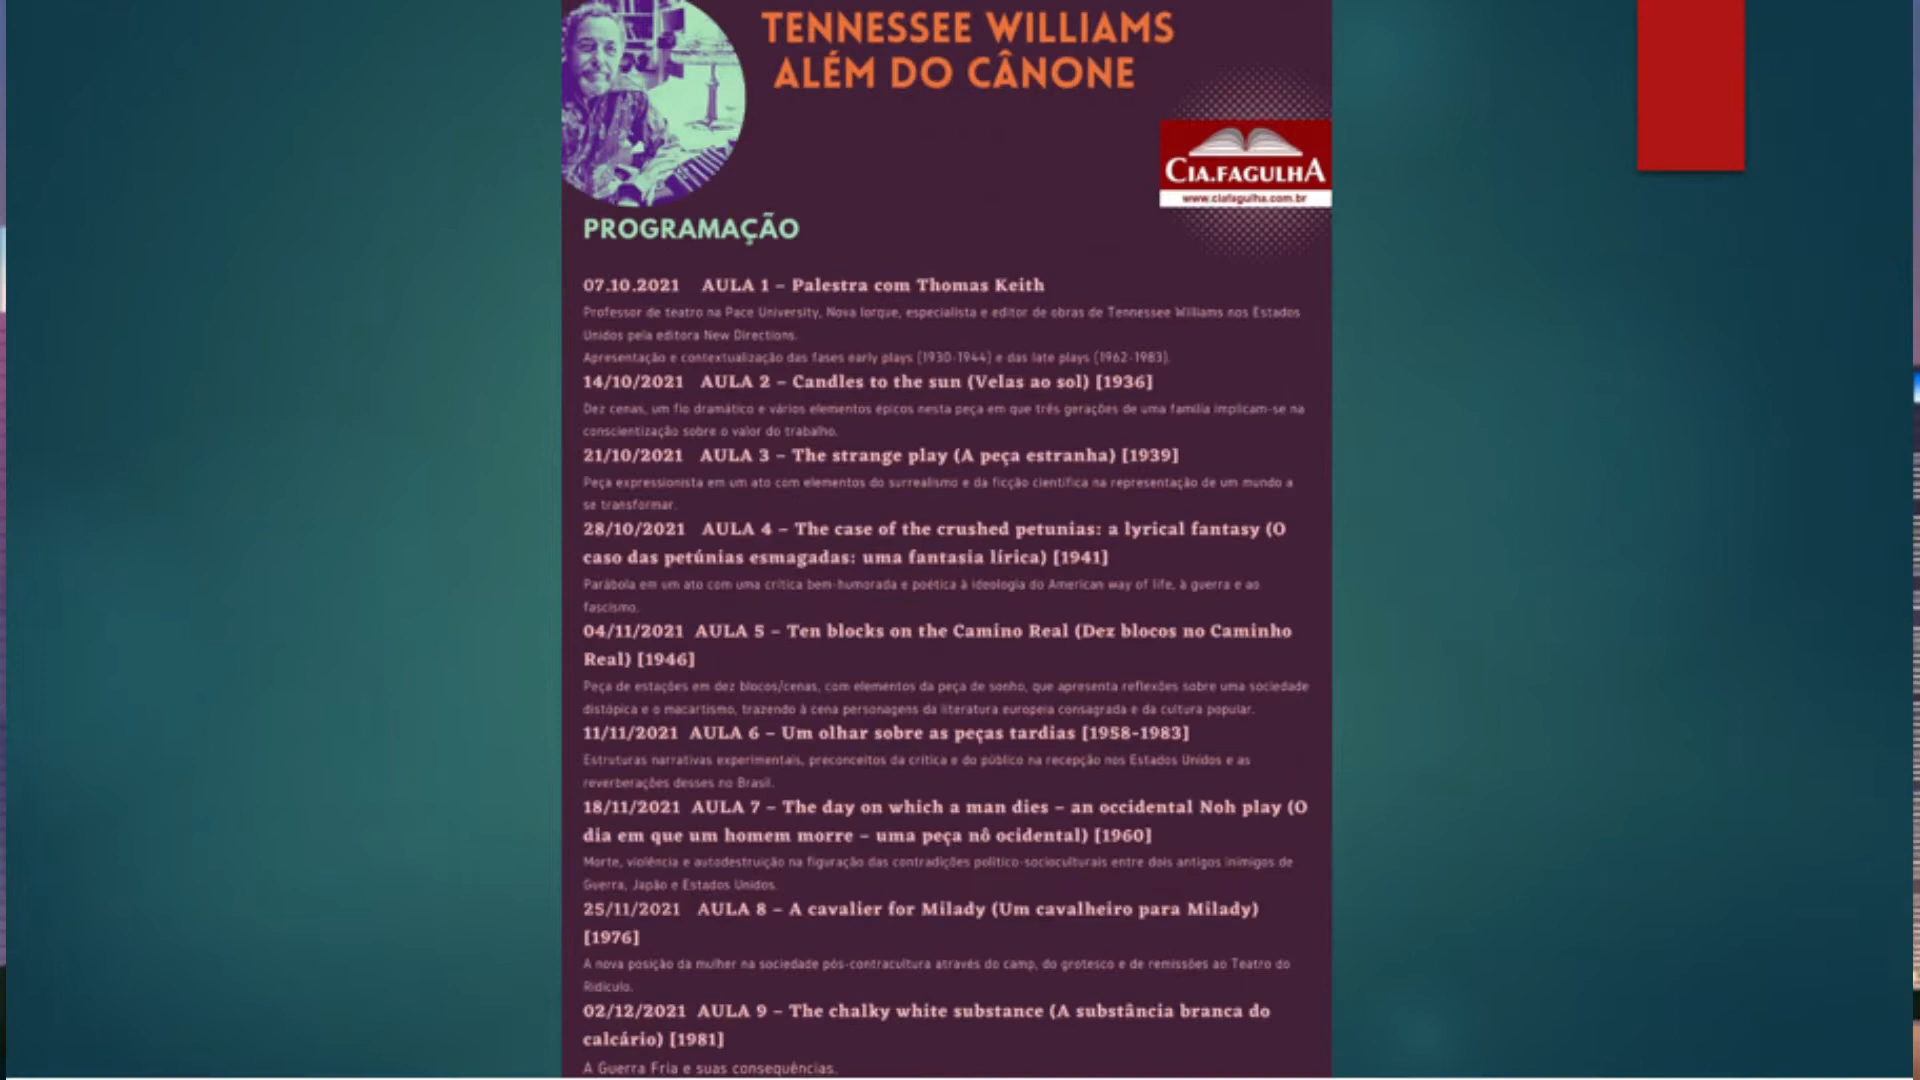 TENNESSEE WILLIAMS
ALÉM DO CÂNONE
CIA.FAGULHA
www.ciafagulha.com.br
PROGRAMAÇÃO
07.10.2021 AULA 1 – Palestra com Thomas Keith
Professor de teatro na Pace University, Nova Iorque, especialista e editor de obras de Tennessee Williams nos Estados
Unidos pela editora New Directions.
Apresentação e contextualização das fases early plays (1930-1944) e das late plays (1962-1983).
14/10/2021 AULA 2 – Candles to the sun (Velas ao sol) [1936]
Dez cenas, um fio dramático e vários elementos épicos nesta peça em que três gerações de uma família implicam-se na
conscientização sobre o valor do trabalho.
21/10/2021 AULA 3 – The strange play (A peça estranha) [1939]
Peça expressionista em um ato com elementos do surrealismo e da ficção científica na representação de um mundo a
se transformar.
28/10/2021 AULA 4 – The case of the crushed petunias: a lyrical fantasy (O
caso das petúnias esmagadas: uma fantasia lírica) [1941]
Parábola em um ato com uma crítica bem-humorada e poética à ideologia do American way of life, à guerra e ao
fascismo.
04/11/2021 AULA 5 – Ten blocks on the Camino Real (Dez blocos no Caminho
Real) [1946]
Peça de estações em dez blocos/cenas, com elementos da peça de sonho, que apresenta reflexões sobre uma sociedade
distópica e o macartismo, trazendo à cena personagens da literatura europeia consagrada e da cultura popular.
11/11/2021 AULA 6 – Um olhar sobre as peças tardias [1958-1983]
Estruturas narrativas experimentais, preconceitos da crítica e do público na recepção nos Estados Unidos e as
reverberações desses no Brasil.
18/11/2021 AULA 7 – The day on which a man dies – an occidental Noh play (O
dia em que um homem morre – uma peça nô ocidental) [1960]
Morte, violência e autodestruição na figuração das contradições político-socioculturais entre dois antigos inimigos de
Guerra, Japão e Estados Unidos.
25/11/2021 AULA 8 – A cavalier for Milady (Um cavalheiro para Milady)
[1976]
A nova posição da mulher na sociedade pós-contracultura através do camp, do grotesco e de remissões ao Teatro do
Ridículo.
02/12/2021 AULA 9 – The chalky white substance (A substância branca do
calcário) [1981]
A Guerra Fria e suas consequências.